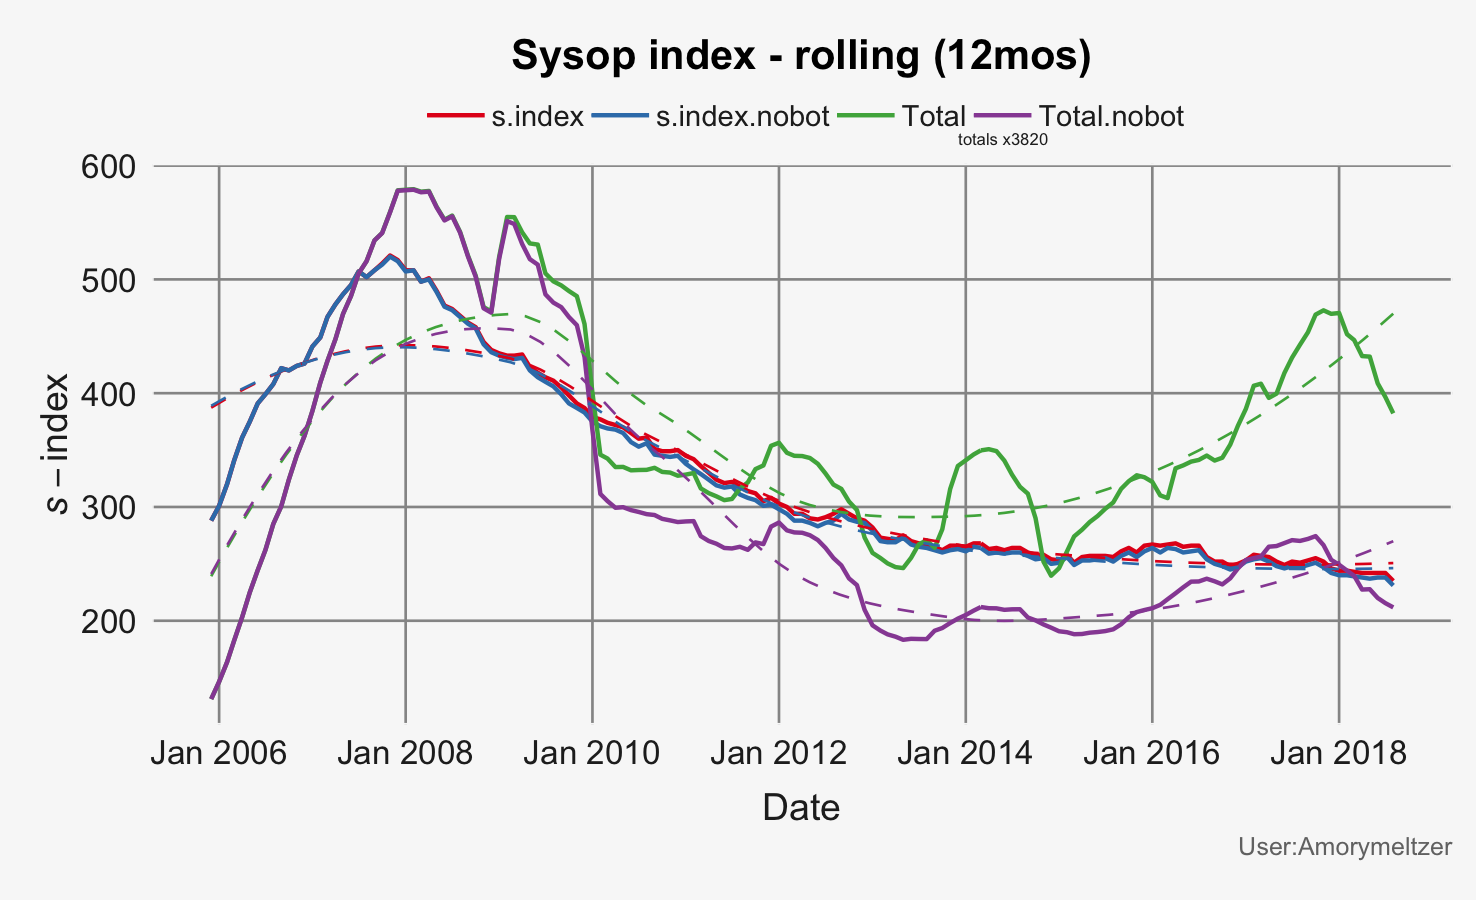 Sysop index - rolling (12mos)
s.index s.index.nobot Total Total.nobot
totals x3820
600
500
400
300
200
s – index
Jan 2006 Jan 2008 Jan 2010 Jan 2012 Jan 2014 Jan 2016 Jan 2018
Date
User:Amorymeltzer